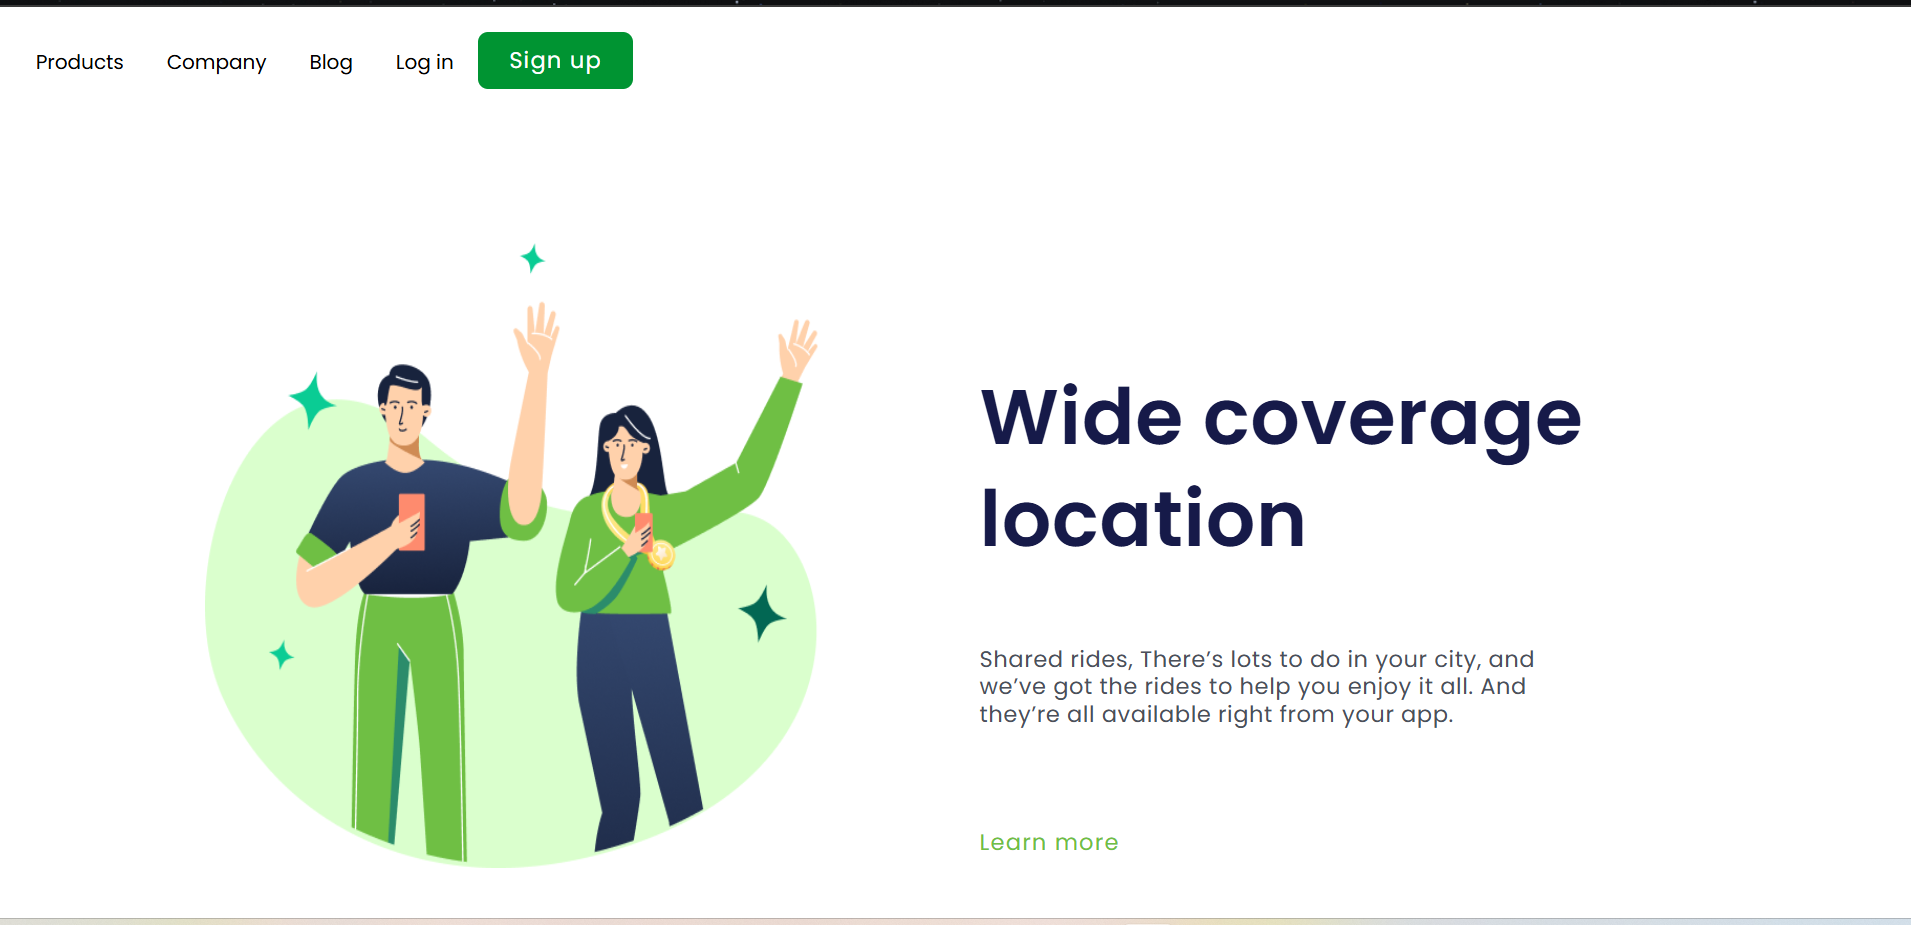 Products Company Blog Log in Sign up
Wide coverage
location
Shared rides, There’s lots to do in your city, and
we’ve got the rides to help you enjoy it all. And
they’re all available right from your app.
Learn more